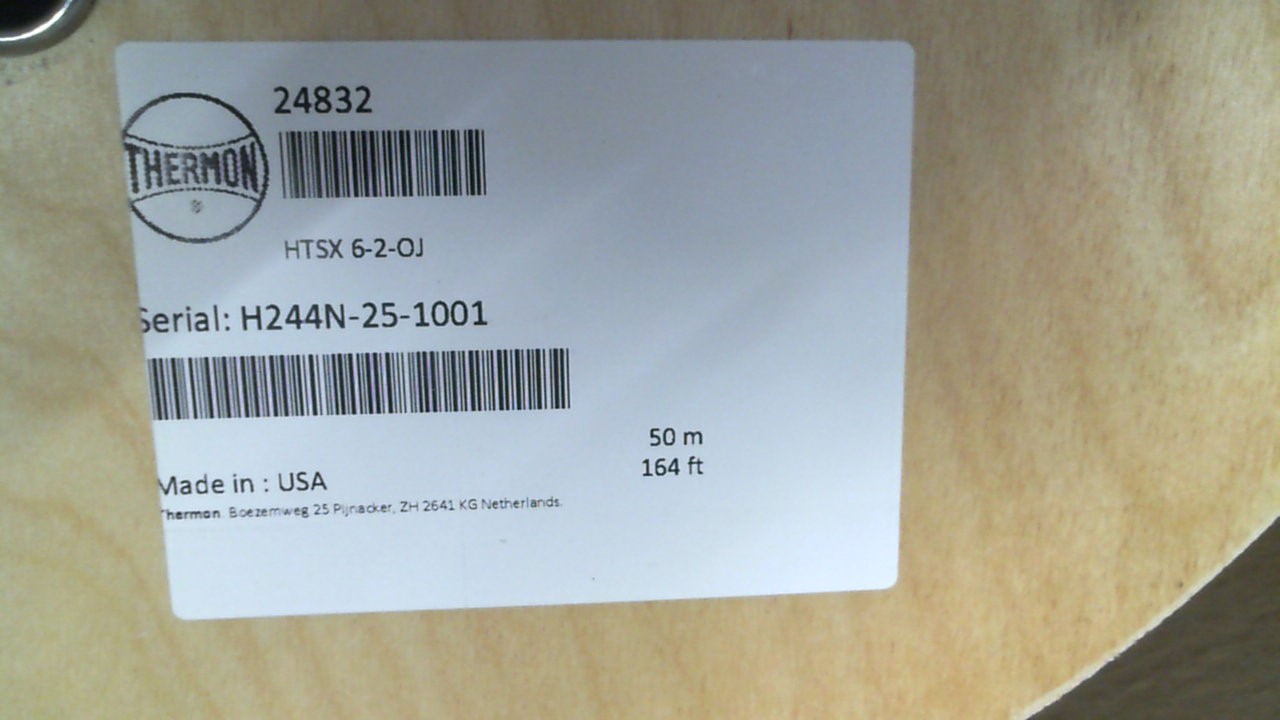 24832
THERMON
®
HTSX 6-2-OJ
Serial: H244N-25-1001
50 m
164 ft
Made in : USA
Thermon. Boezemweg 25 Pijnacker, ZH 2641 KG Netherlands.